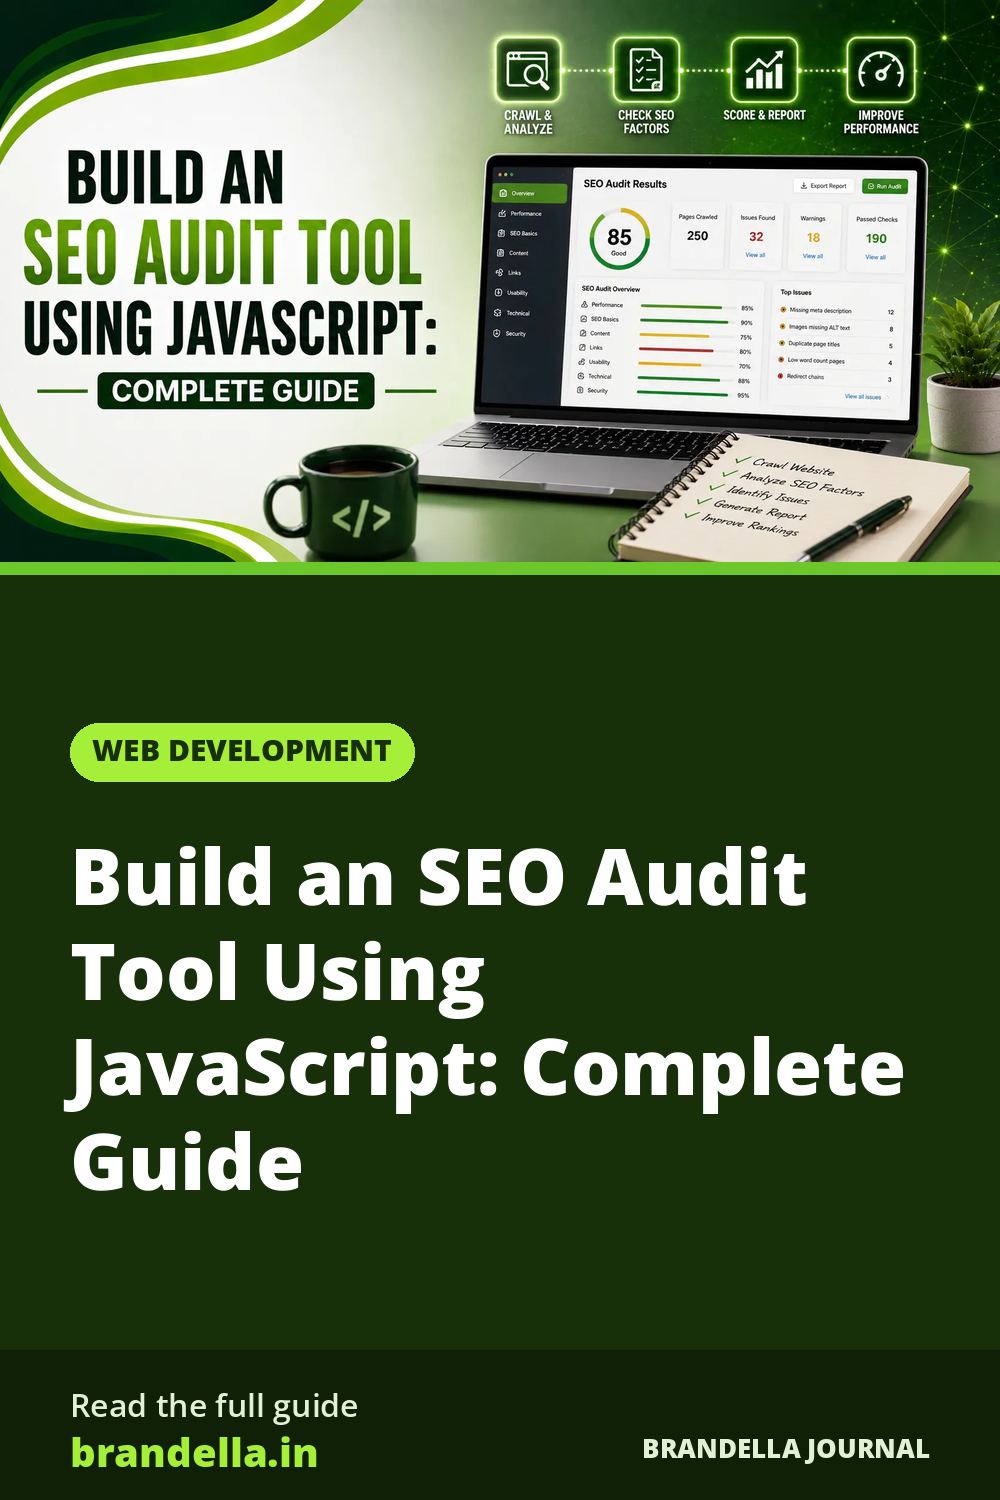 BUILD AN
SEO AUDIT TOOL
USING JAVASCRIPT:
COMPLETE GUIDE
CRAWL &
ANALYZE
CHECK SEO
FACTORS
SCORE & REPORT
IMPROVE
PERFORMANCE
Overview
Performance
SEO Basics
Content
Links
Usability
Technical
Security
SEO Audit Results
Export Report
Run Audit
85
Good
Pages Crawled
250
Issues Found
32
View all
Warnings
18
View all
Passed Checks
190
View all
SEO Audit Overview
Performance 85%
SEO Basics 90%
Content 75%
Links 80%
Usability 70%
Technical 88%
Security 95%
Top Issues
Missing meta description 12
Images missing ALT text 8
Duplicate page titles 5
Low word count pages 4
Redirect chains 3
View all issues
</>
Crawl Website
Analyze SEO Factors
Identify Issues
Generate Report
Improve Rankings
WEB DEVELOPMENT
Build an SEO Audit
Tool Using
JavaScript: Complete
Guide
Read the full guide
brandella.in
BRANDELLA JOURNAL